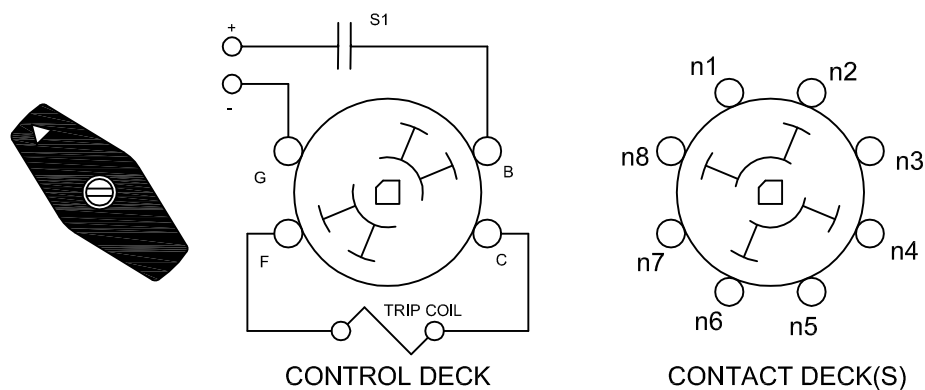 S1
+
-
G
B
F
C
TRIP COIL
CONTROL DECK
n1
n2
n3
n4
n5
n6
n7
n8
CONTACT DECK(S)